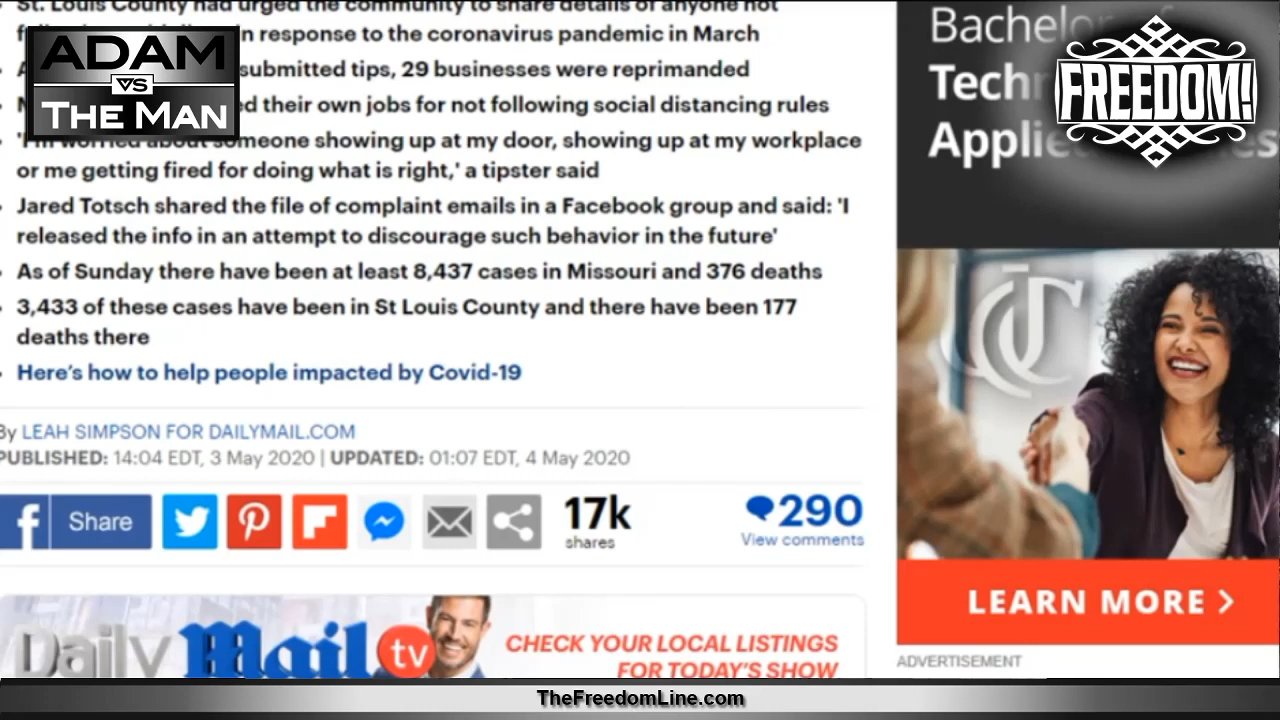 St. Louis County had urged the community to share details of anyone not
in response to the coronavirus pandemic in March
submitted tips, 29 businesses were reprimanded
their own jobs for not following social distancing rules
'I'm worried about someone showing up at my door, showing up at my workplace
or me getting fired for doing what is right,' a tipster said
Jared Totsch shared the file of complaint emails in a Facebook group and said: 'I
released the info in an attempt to discourage such behavior in the future'
As of Sunday there have been at least 8,437 cases in Missouri and 376 deaths
3,433 of these cases have been in St Louis County and there have been 177
deaths there
Here's how to help people impacted by Covid-19
By LEAH SIMPSON FOR DAILYMAIL.COM
PUBLISHED: 14:04 EDT, 3 May 2020 | UPDATED: 01:07 EDT, 4 May 2020
f Share
17k
shares
290
View comments
Daily Mail tv
CHECK YOUR LOCAL LISTINGS
FOR TODAY'S SHOW
ADAM
VS
THE MAN
Bachelor of
Tech
Applie
FREEDOM!
LEARN MORE >
ADVERTISEMENT
TheFreedomLine.com